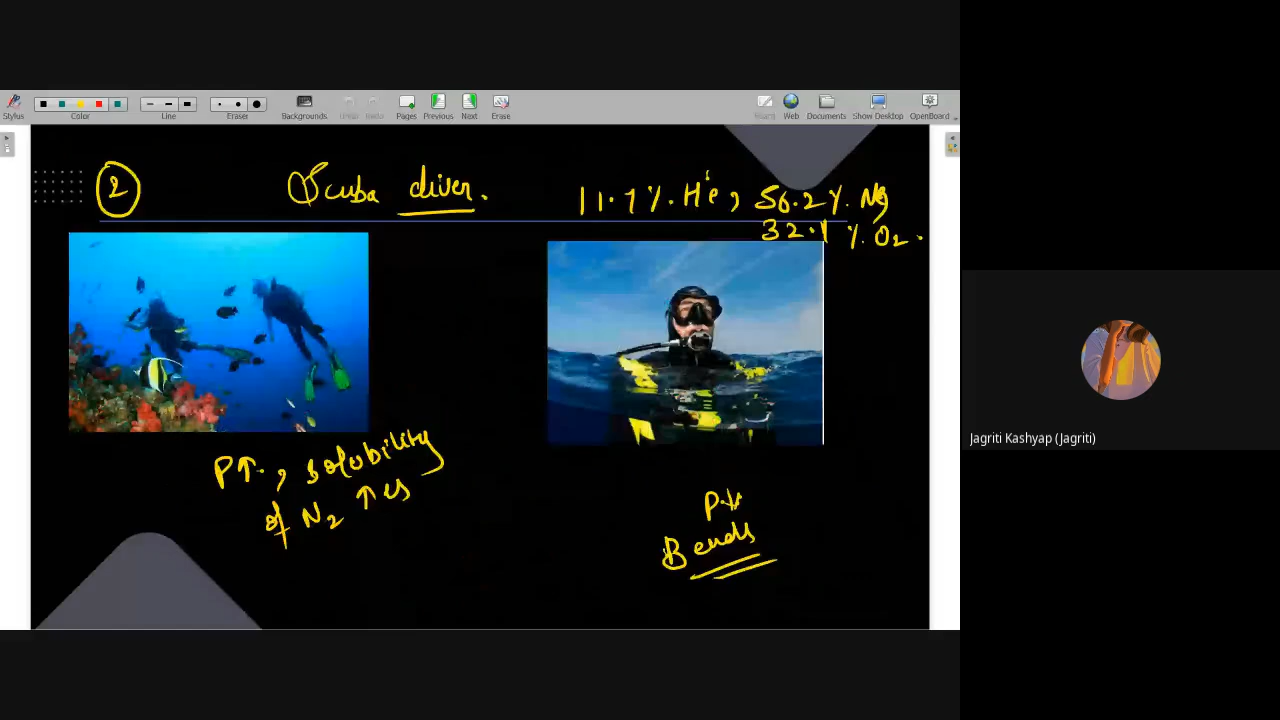 Stylus
Color
Line
Eraser
Backgrounds
Undo
Redo
Pages
Previous
Next
Erase
Board
Web
Documents
Show Desktop
OpenBoard
2
Scuba diver.
11.7 %. He, 56.2 %. N2
32.1 %. O2.
P↑, solubility
of N2 ↑es
P↓
Bends
Jagriti Kashyap (Jagriti)